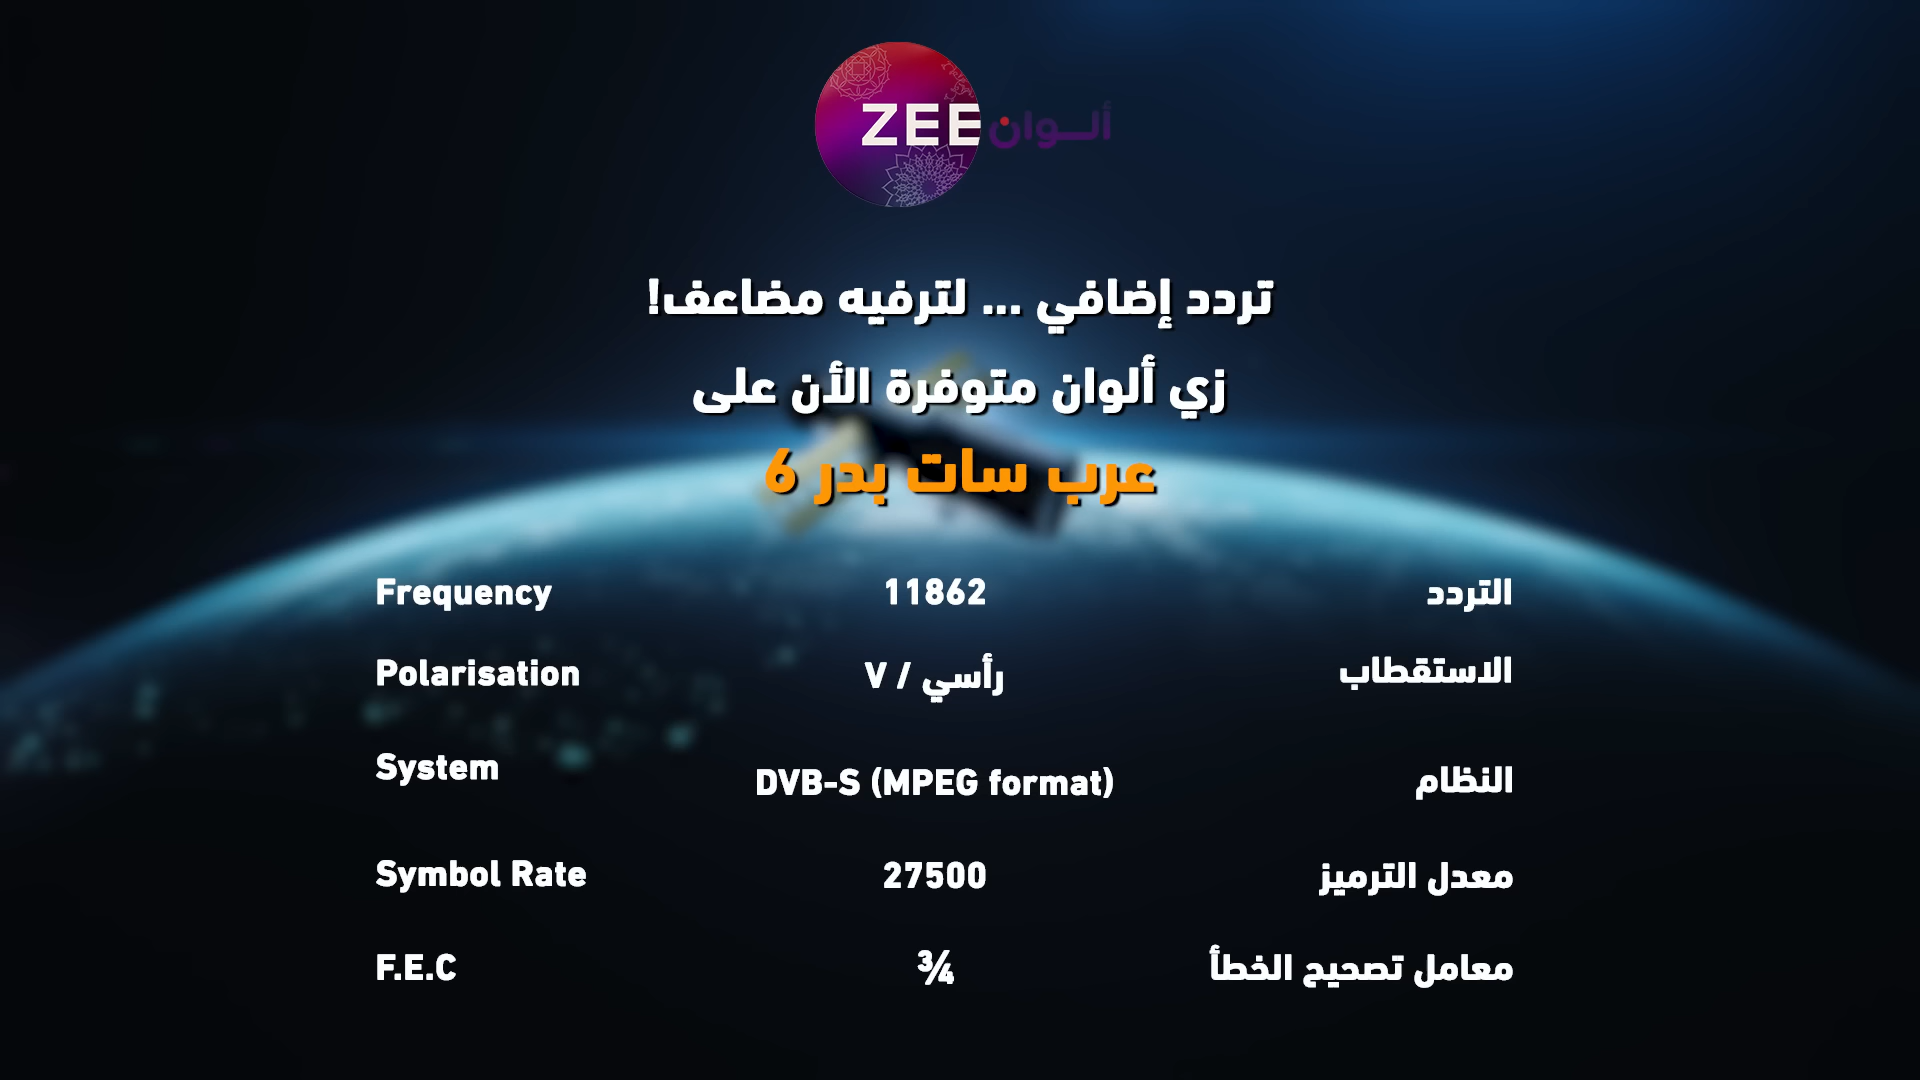 ZEE ألـوان
تردد إضافي ... لترفيه مضاعف!
زي ألوان متوفرة الأن على
عرب سات بدر 6
Frequency 11862 التردد
Polarisation رأسي / V الاستقطاب
System DVB-S (MPEG format) النظام
Symbol Rate 27500 معدل الترميز
F.E.C ¾ معامل تصحيح الخطأ